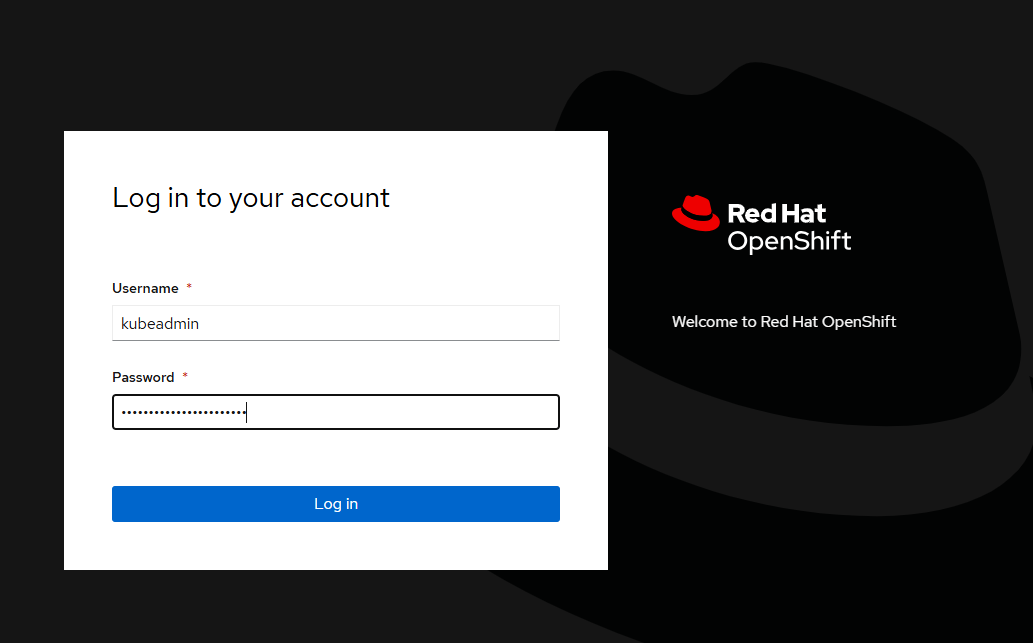 Log in to your account
Username *
kubeadmin
Password *
•••••••••••••••••••••••
Log in
Red Hat
OpenShift
Welcome to Red Hat OpenShift